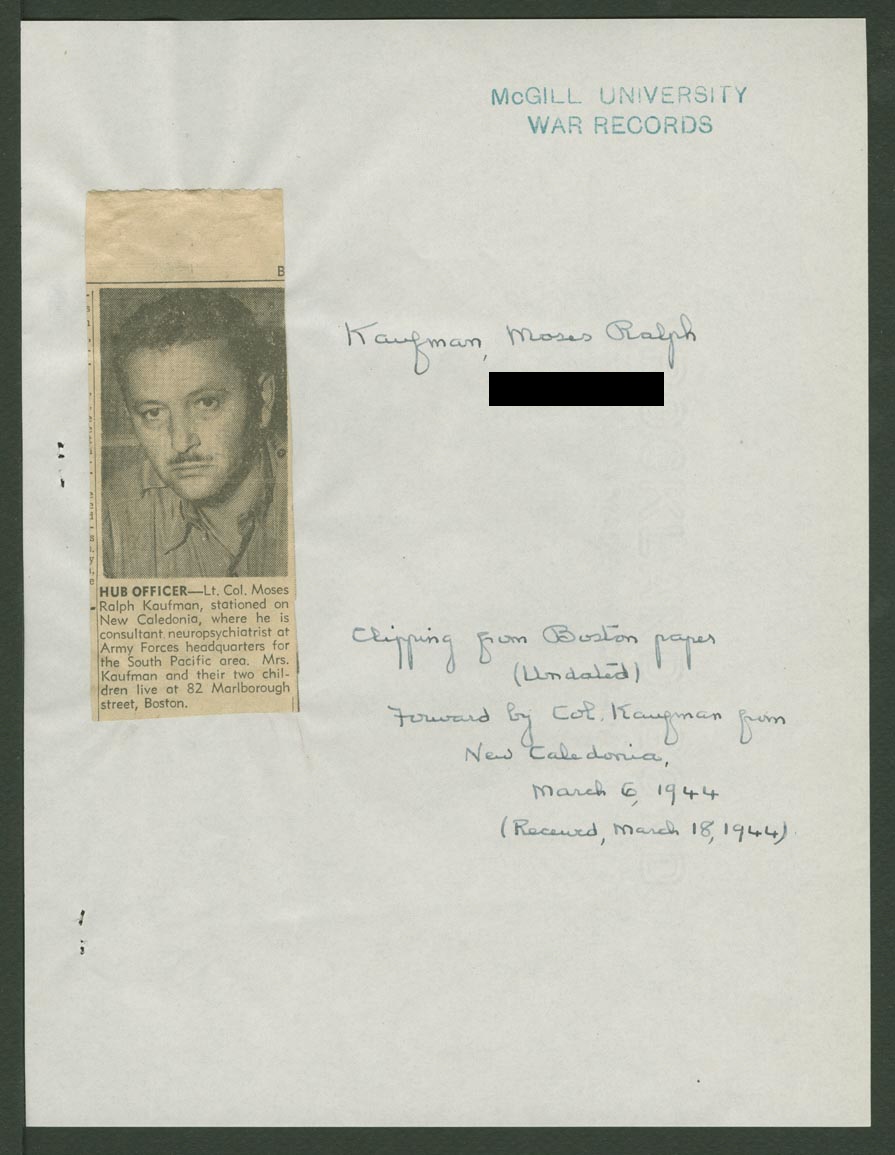 McGILL UNIVERSITY
WAR RECORDS
B
Kaufman, Moses Ralph
HUB OFFICER—Lt. Col. Moses
Ralph Kaufman, stationed on
New Caledonia, where he is
consultant neuropsychiatrist at
Army Forces headquarters for
the South Pacific area. Mrs.
Kaufman and their two chil-
dren live at 82 Marlborough
street, Boston.
Clipping from Boston paper
(Undated)
Forward by Col. Kaufman from
New Caledonia,
March 6, 1944
(Received, March 18, 1944)